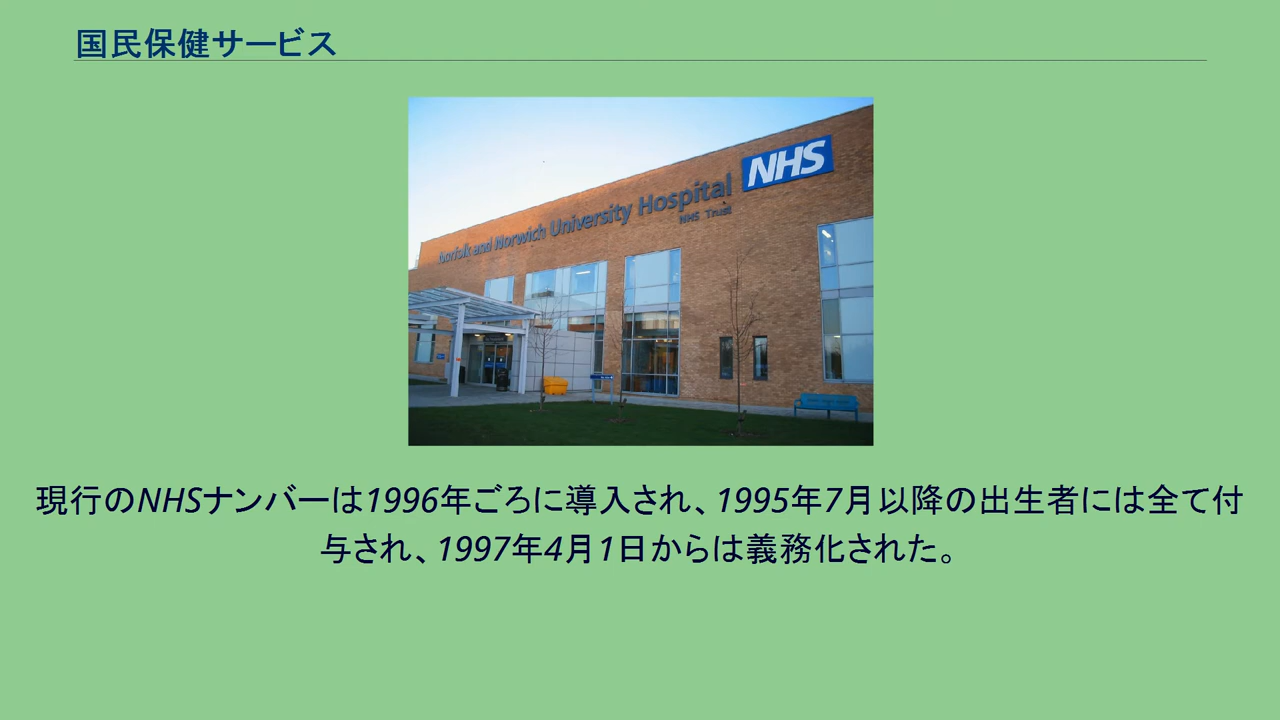 国民保健サービス
NHS
Norfolk and Norwich University Hospital
NHS Trust
現行のNHSナンバーは1996年ごろに導入され、1995年7月以降の出生者には全て付
与され、1997年4月1日からは義務化された。